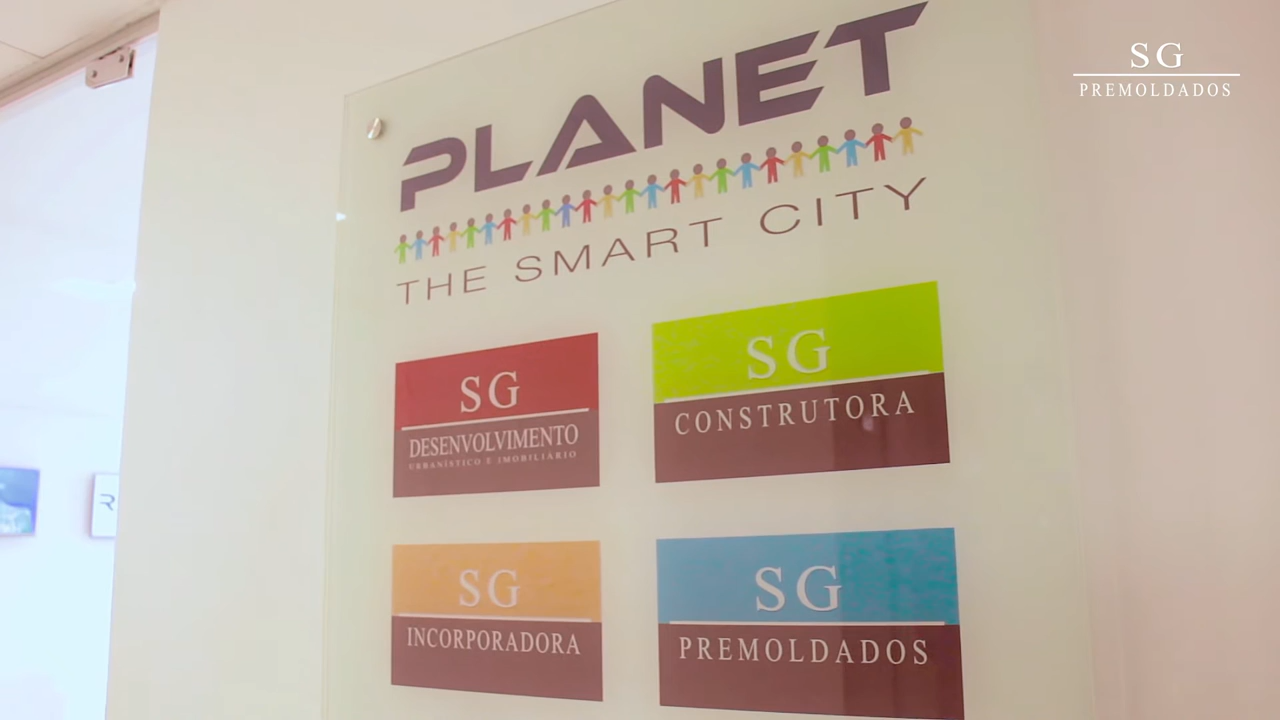 SG
PREMOLDADOS
PLANET
THE SMART CITY
SG
DESENVOLVIMENTO
URBANÍSTICO E IMOBILIÁRIO
SG
CONSTRUTORA
SG
INCORPORADORA
SG
PREMOLDADOS
R